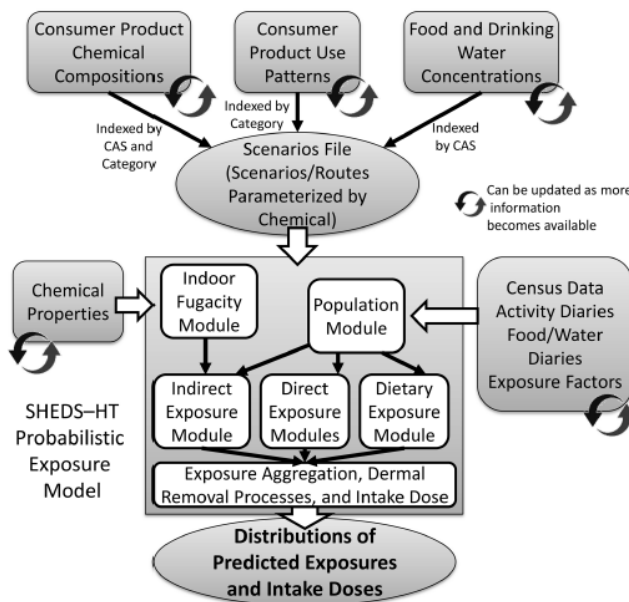 Consumer Product
Chemical
Compositions
Consumer
Product Use
Patterns
Food and Drinking
Water
Concentrations
Indexed by
CAS and
Category
Indexed by
Category
Indexed
by CAS
Scenarios File
(Scenarios/Routes
Parameterized by
Chemical)
Can be updated as more
information
becomes available
Chemical
Properties
Indoor
Fugacity
Module
Population
Module
Census Data
Activity Diaries
Food/Water
Diaries
Exposure Factors
Indirect
Exposure
Module
Direct
Exposure
Modules
Dietary
Exposure
Module
SHEDS–HT
Probabilistic
Exposure
Model
Exposure Aggregation, Dermal
Removal Processes, and Intake Dose
Distributions of
Predicted Exposures
and Intake Doses